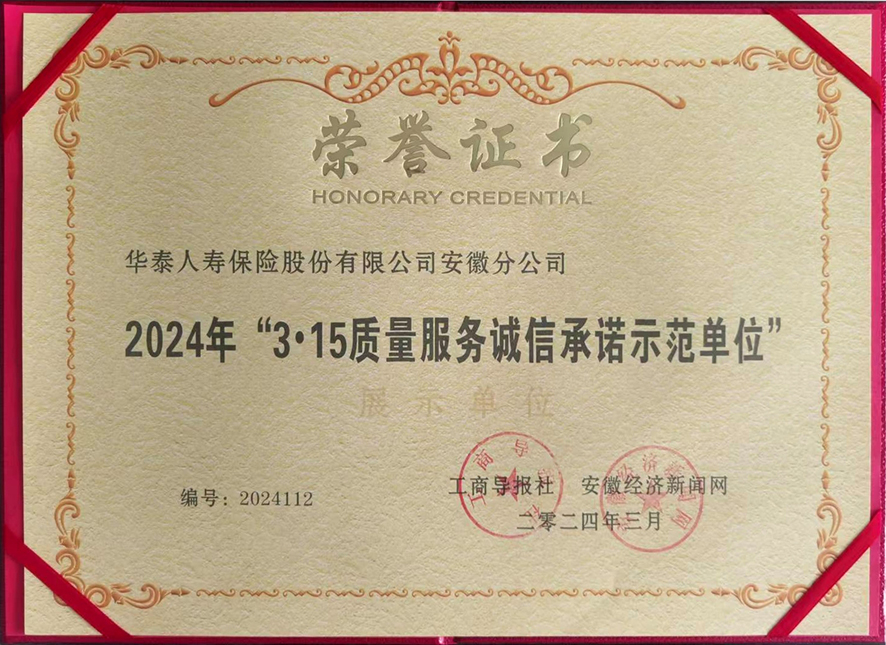 荣誉证书
HONORARY CREDENTIAL
华泰人寿保险股份有限公司安徽分公司
2024年“3·15质量服务诚信承诺示范单位”
展示单位
编号：2024112
工商导报社 安徽经济新闻网
二零二四年三月